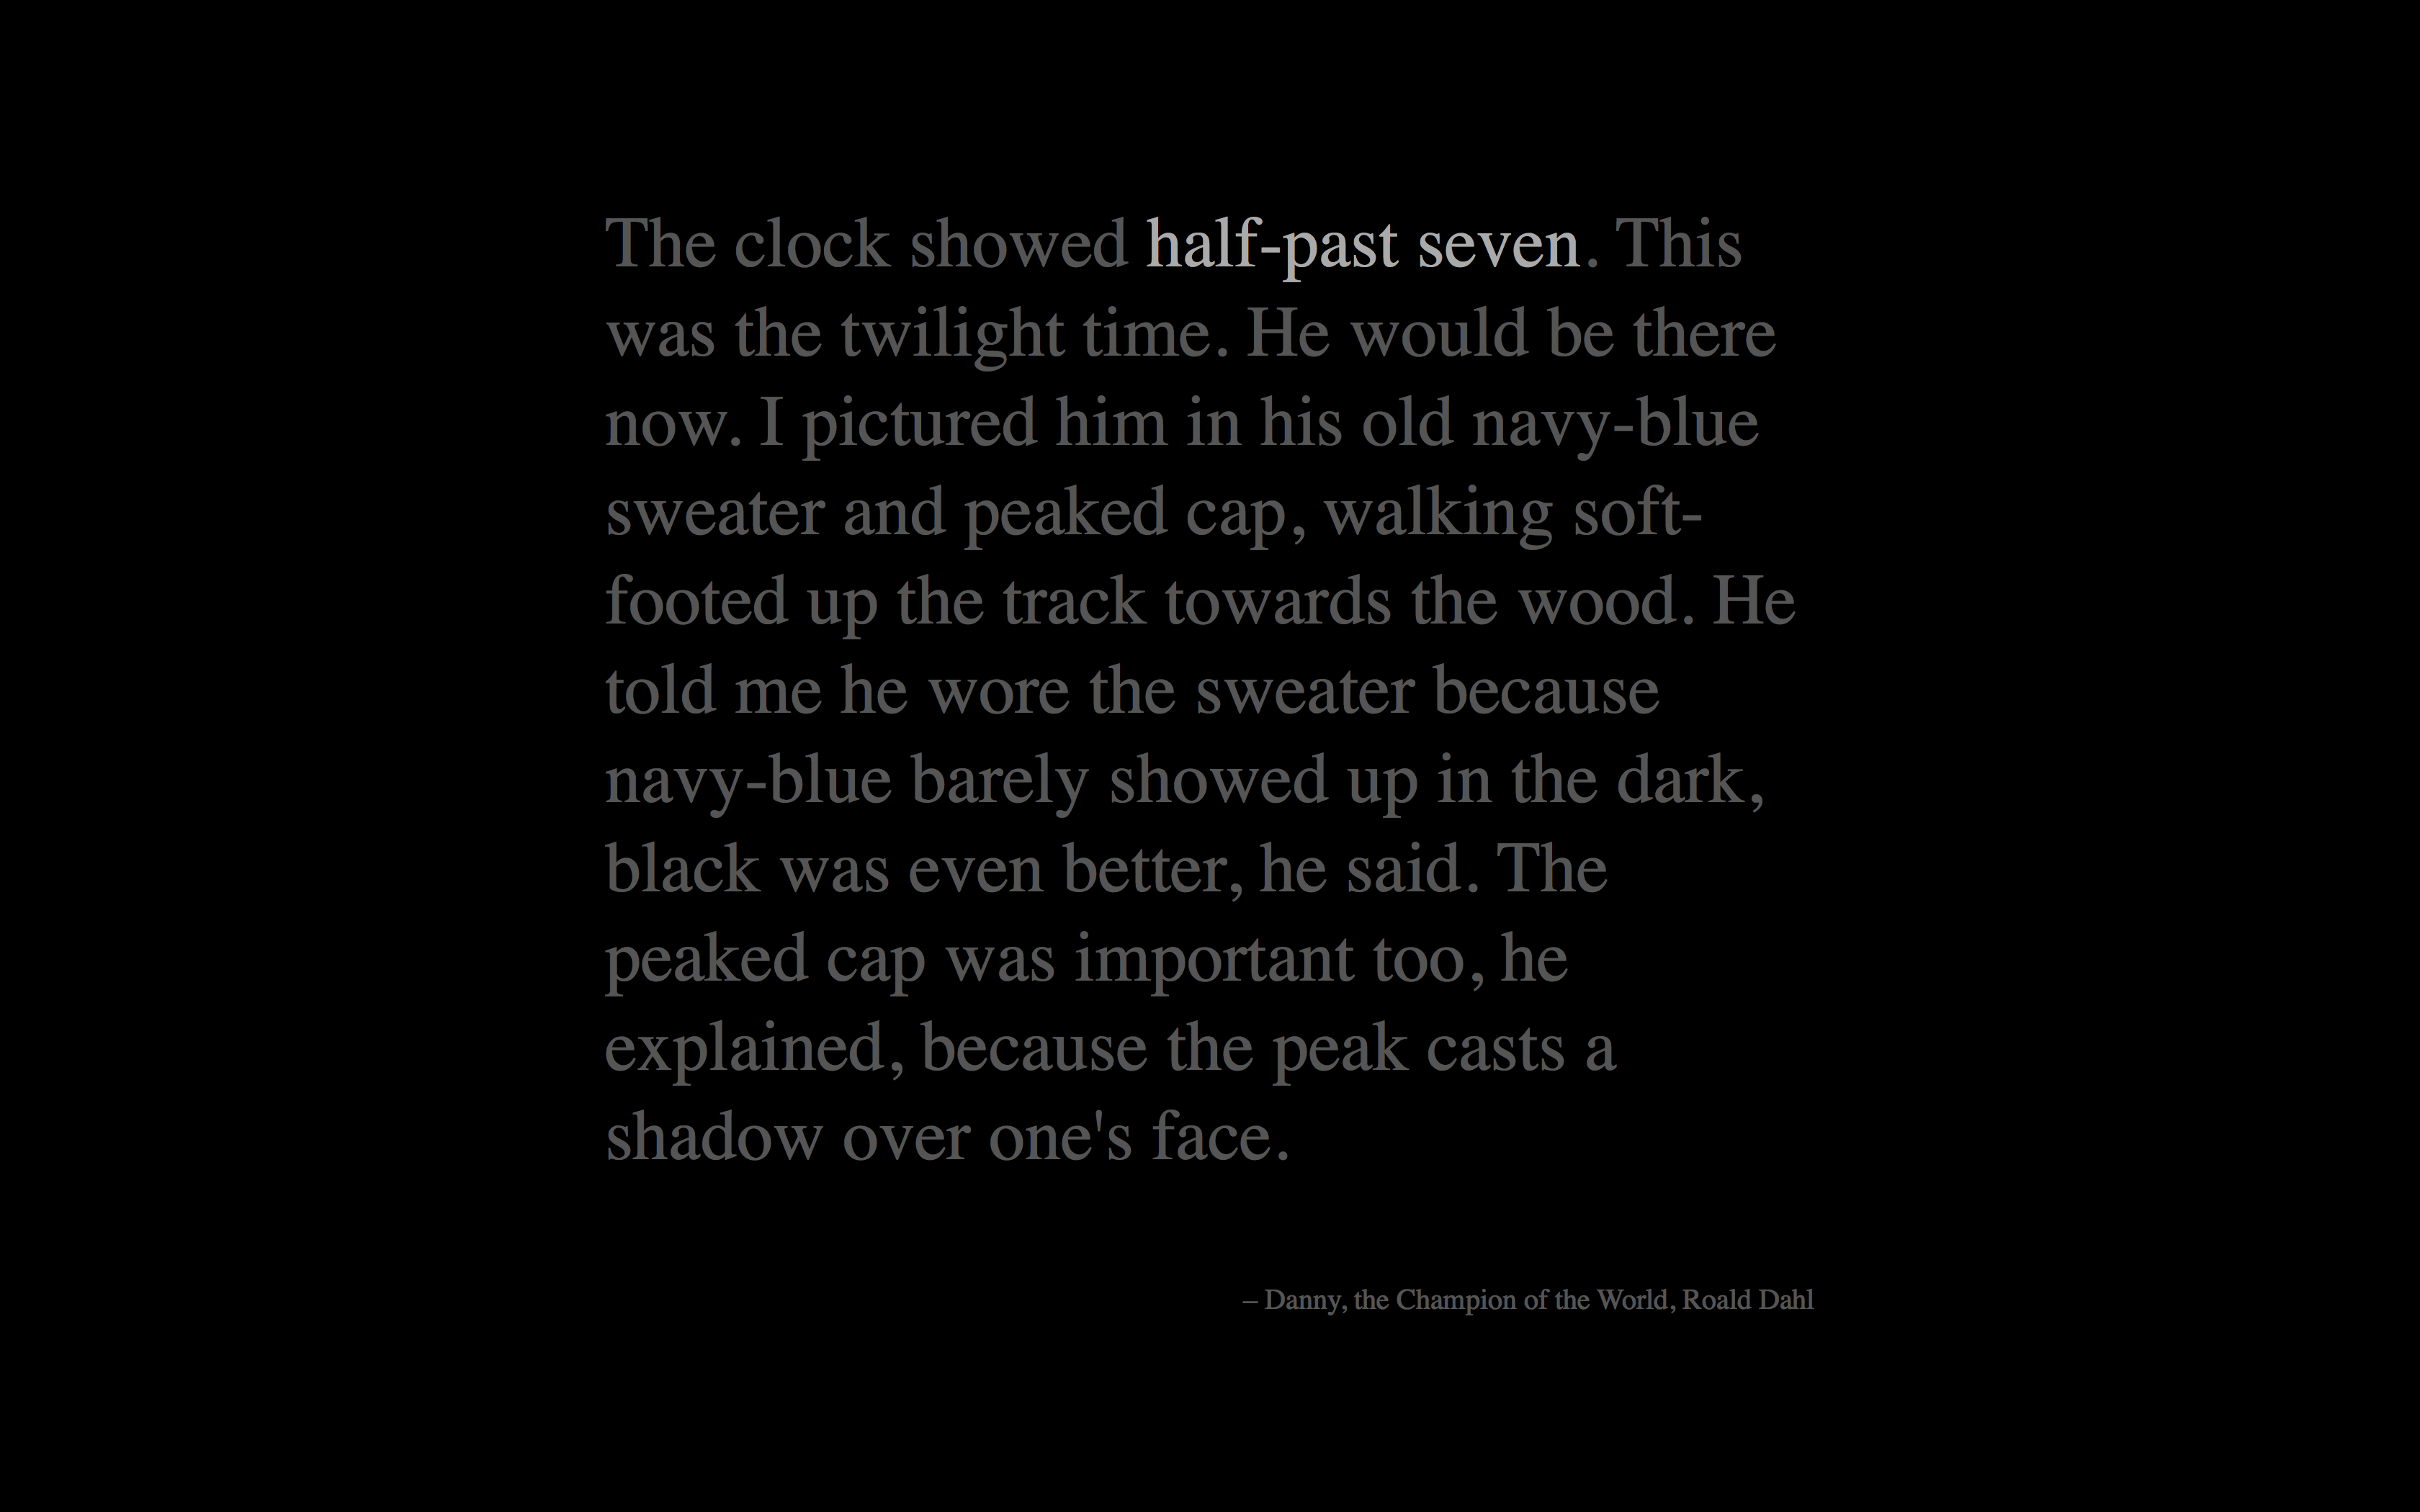 The clock showed half-past seven. This
was the twilight time. He would be there
now. I pictured him in his old navy-blue
sweater and peaked cap, walking soft-
footed up the track towards the wood. He
told me he wore the sweater because
navy-blue barely showed up in the dark,
black was even better, he said. The
peaked cap was important too, he
explained, because the peak casts a
shadow over one's face.
– Danny, the Champion of the World, Roald Dahl